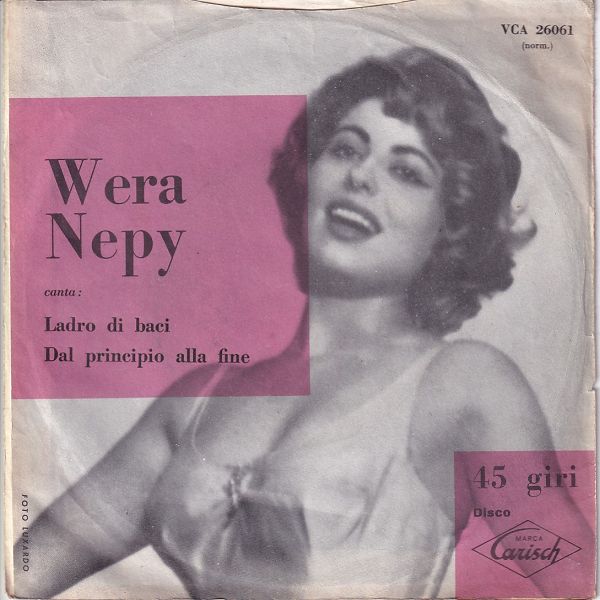 VCA 26061
(norm.)
Wera
Nepy
canta:
Ladro di baci
Dal principio alla fine
45 giri
Disco
MARCA
Carisch
FOTO LUXARDO